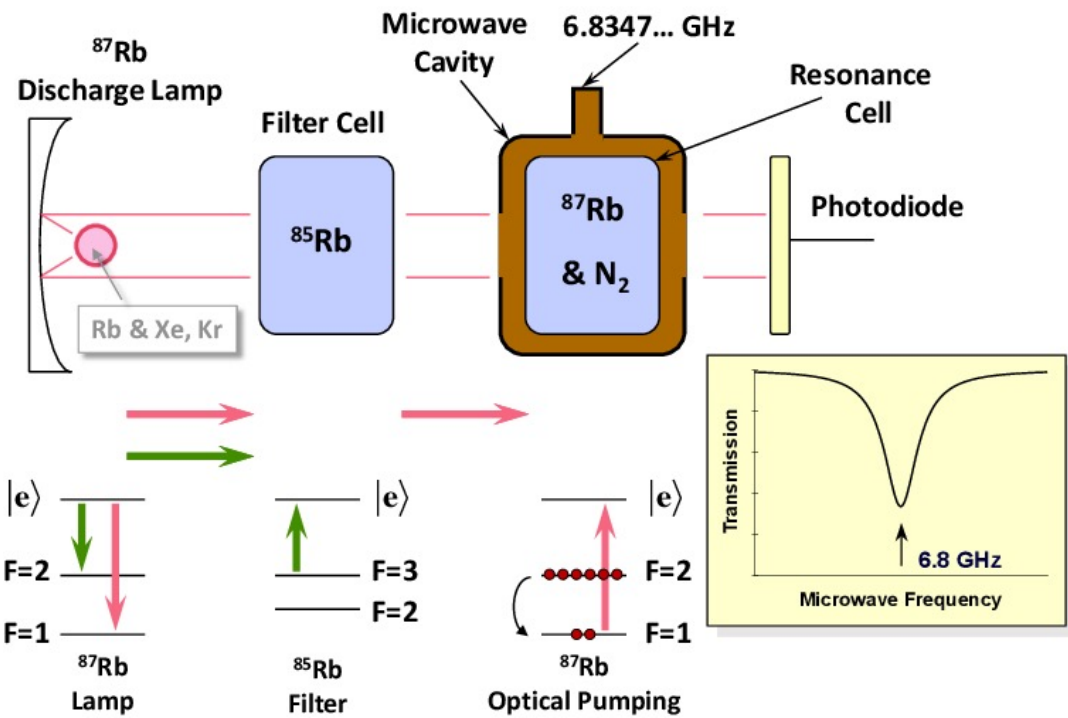 ⁸⁷Rb
Discharge Lamp
Filter Cell
Microwave
Cavity
6.8347... GHz
Resonance
Cell
⁸⁵Rb
⁸⁷Rb
& N₂
Photodiode
Rb & Xe, Kr
|e⟩
F=2
F=1
⁸⁷Rb
Lamp
|e⟩
F=3
F=2
⁸⁵Rb
Filter
|e⟩
F=2
F=1
⁸⁷Rb
Optical Pumping
Transmission
6.8 GHz
Microwave Frequency